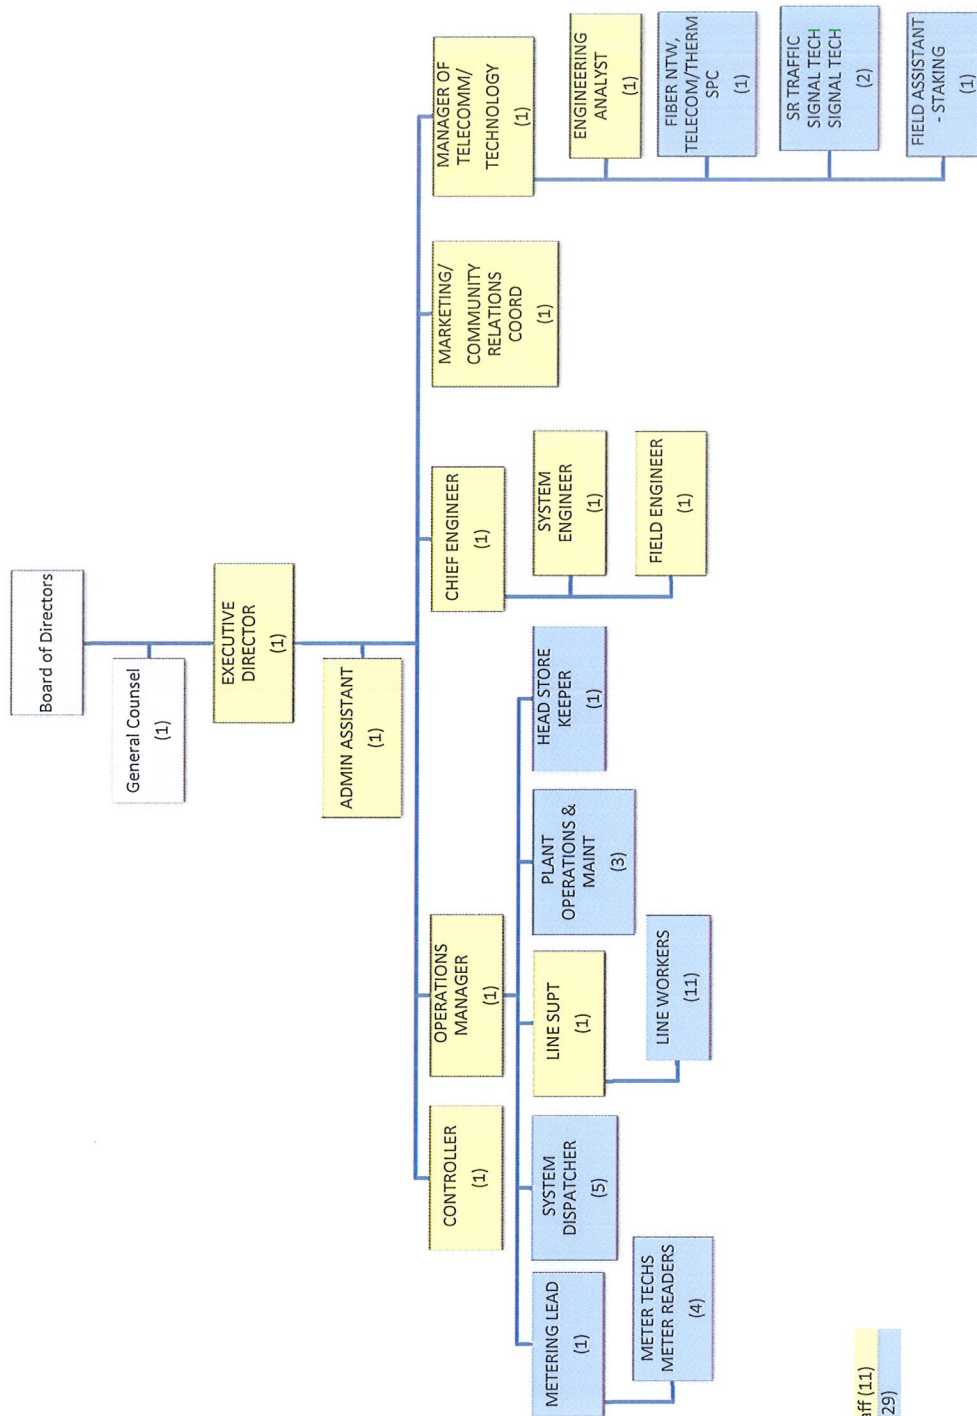 Board of Directors
General Counsel
(1)
EXECUTIVE
DIRECTOR
(1)
ADMIN ASSISTANT
(1)
CONTROLLER
(1)
OPERATIONS
MANAGER
(1)
CHIEF ENGINEER
(1)
MARKETING/
COMMUNITY
RELATIONS
COORD
(1)
MANAGER OF
TELECOMM/
TECHNOLOGY
(1)
METERING LEAD
(1)
METER TECHS
METER READERS
(4)
SYSTEM
DISPATCHER
(5)
LINE SUPT
(1)
LINE WORKERS
(11)
PLANT
OPERATIONS &
MAINT
(3)
HEAD STORE
KEEPER
(1)
SYSTEM
ENGINEER
(1)
FIELD ENGINEER
(1)
ENGINEERING
ANALYST
(1)
FIBER NTW,
TELECOM/THERM
SPC
(1)
SR TRAFFIC
SIGNAL TECH
SIGNAL TECH
(2)
FIELD ASSISTANT
- STAKING
(1)
(11)
29)